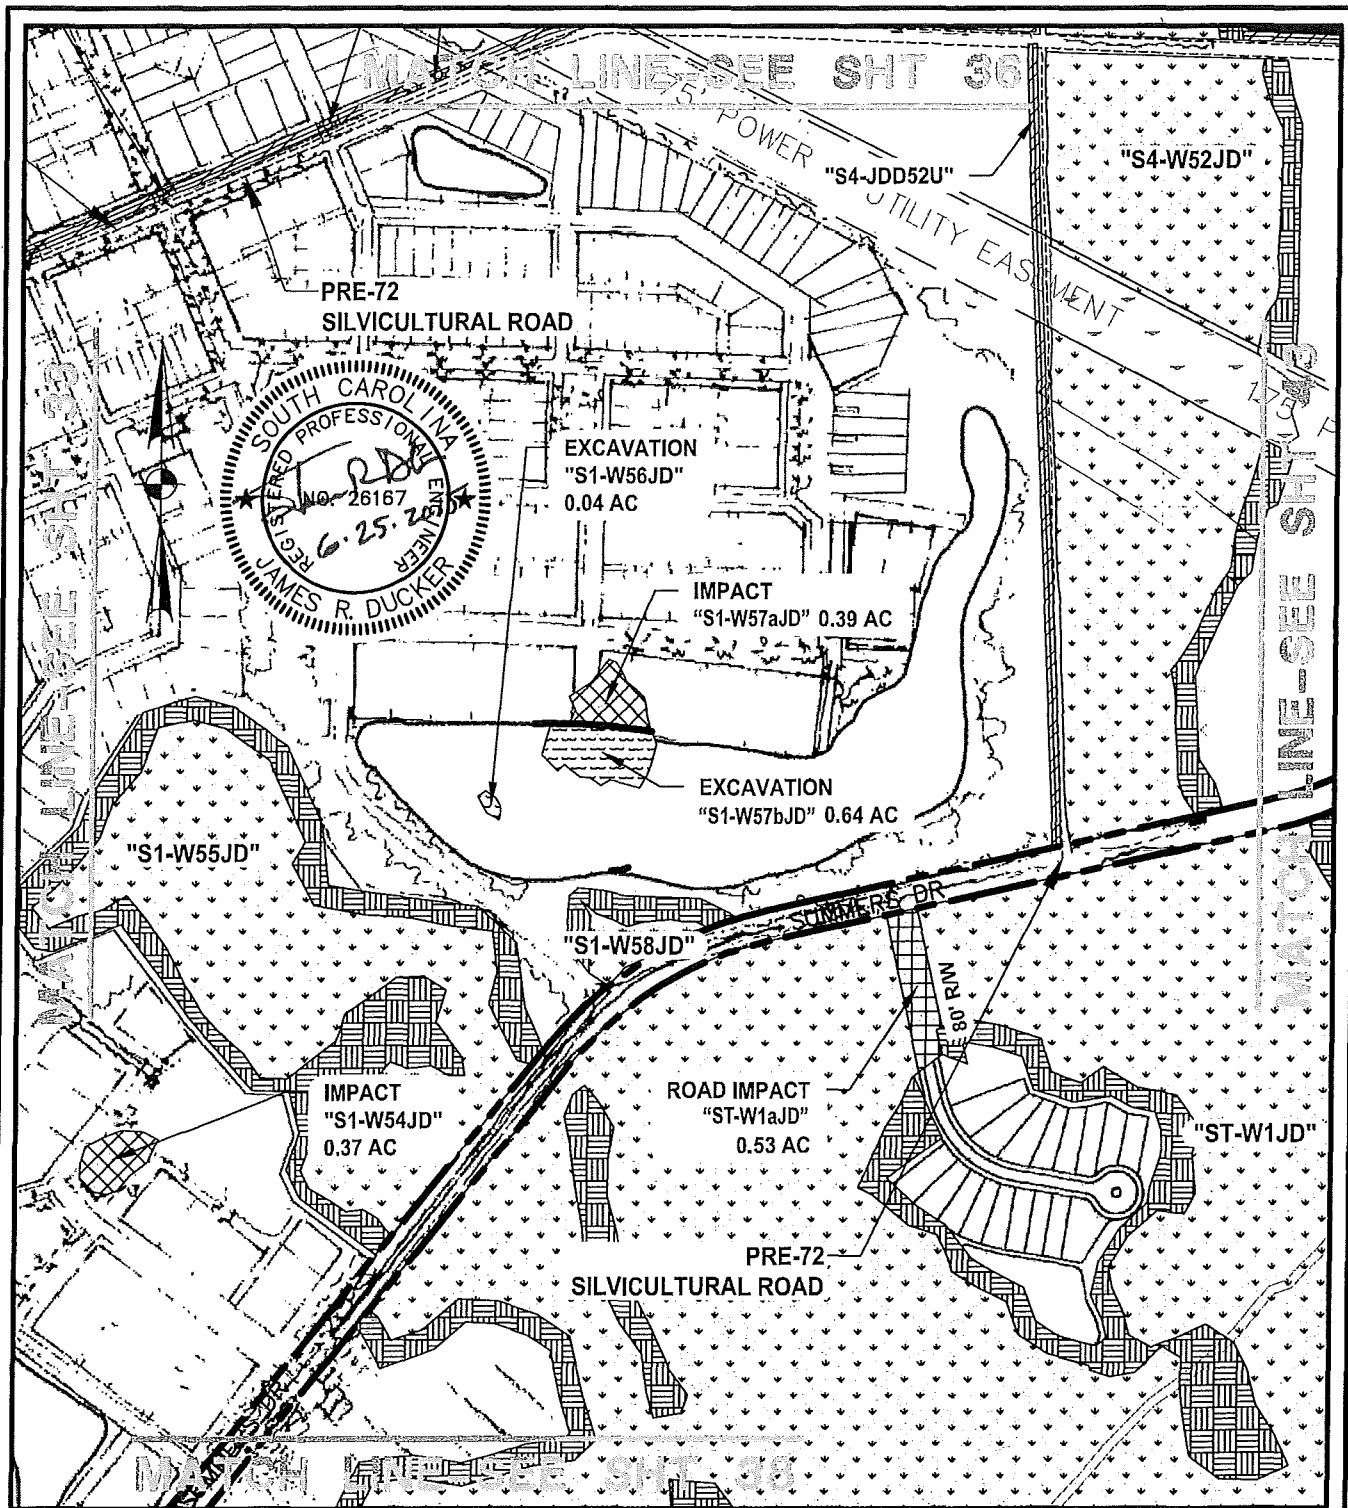 MATCH LINE-SEE SHT 36
75' POWER UTILITY EASEMENT
"S4-JDD52U"
"S4-W52JD"
PRE-72
SILVICULTURAL ROAD
MATCH LINE-SEE SHT 33
SOUTH CAROLINA
REGISTERED PROFESSIONAL ENGINEER
NO. 26167
JAMES R. DUCKER
EXCAVATION
"S1-W56JD"
0.04 AC
IMPACT
"S1-W57aJD" 0.39 AC
EXCAVATION
"S1-W57bJD" 0.64 AC
MATCH LINE-SEE SHT
"S1-W55JD"
SUMMERS DR
"S1-W58JD"
80' R/W
IMPACT
"S1-W54JD"
0.37 AC
ROAD IMPACT
"ST-W1aJD"
0.53 AC
"ST-W1JD"
PRE-72
SILVICULTURAL ROAD
MATCH LINE-SEE SHT 38